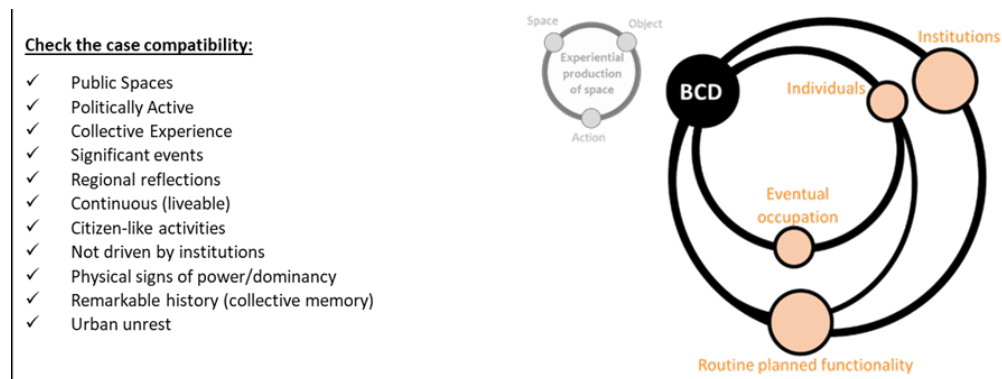 Check the case compatibility:
✓ Public Spaces
✓ Politically Active
✓ Collective Experience
✓ Significant events
✓ Regional reflections
✓ Continuous (liveable)
✓ Citizen-like activities
✓ Not driven by institutions
✓ Physical signs of power/dominancy
✓ Remarkable history (collective memory)
✓ Urban unrest
Space
Object
Experiential
production
of space
Action
Institutions
BCD
Individuals
Eventual
occupation
Routine planned functionality